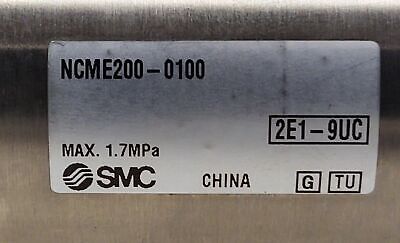 NCME200-0100
2E1-9UC
MAX. 1.7MPa
SMC CHINA G TU